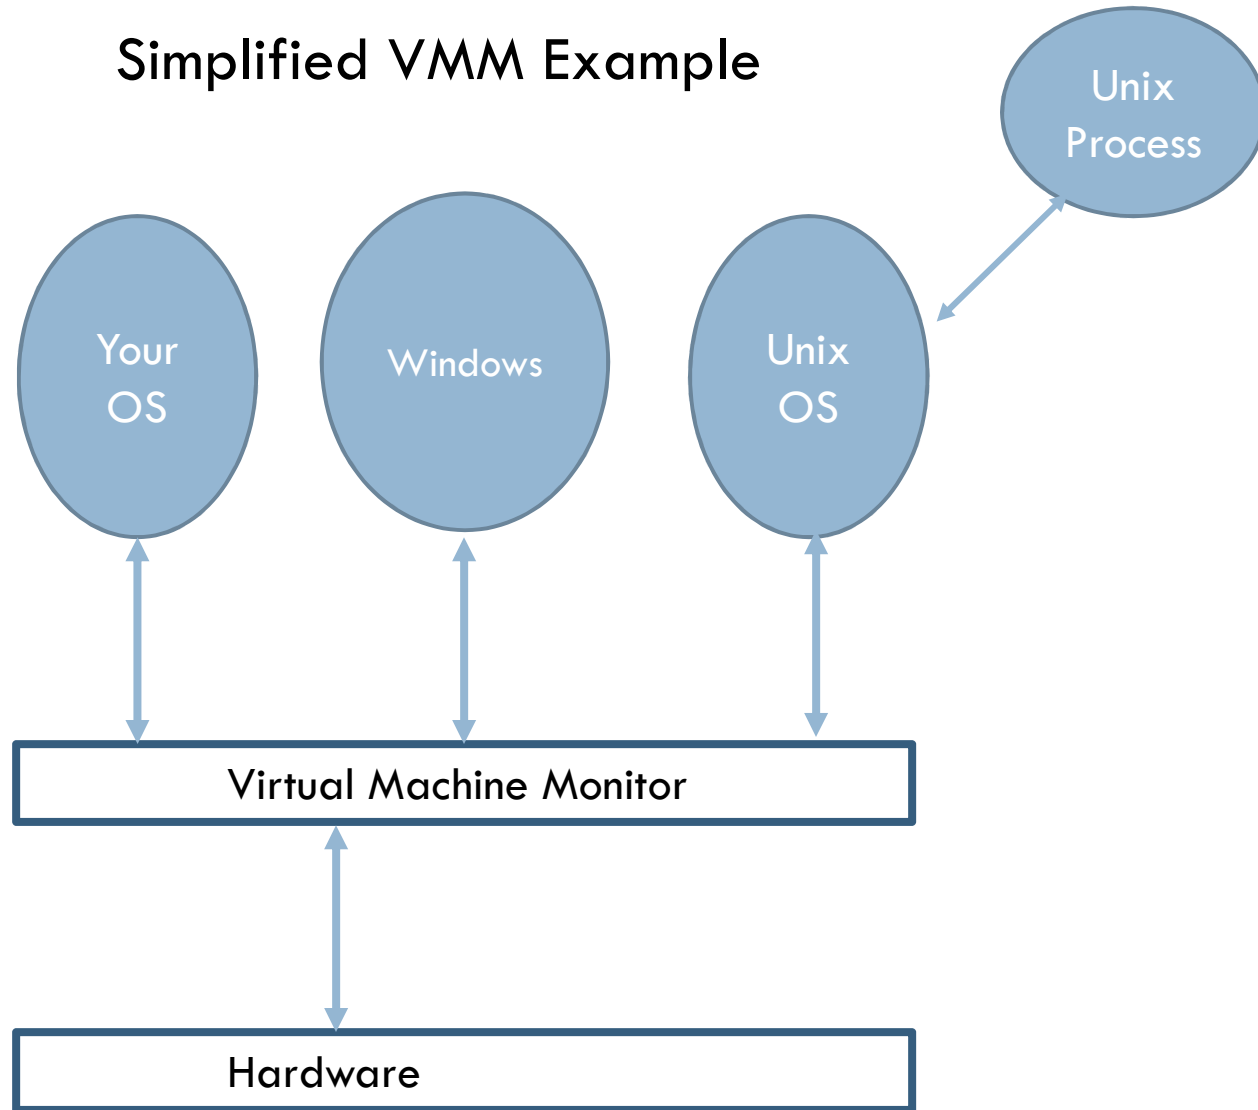 Simplified VMM Example
Unix
Process
Your
OS
Windows
Unix
OS
Virtual Machine Monitor
Hardware